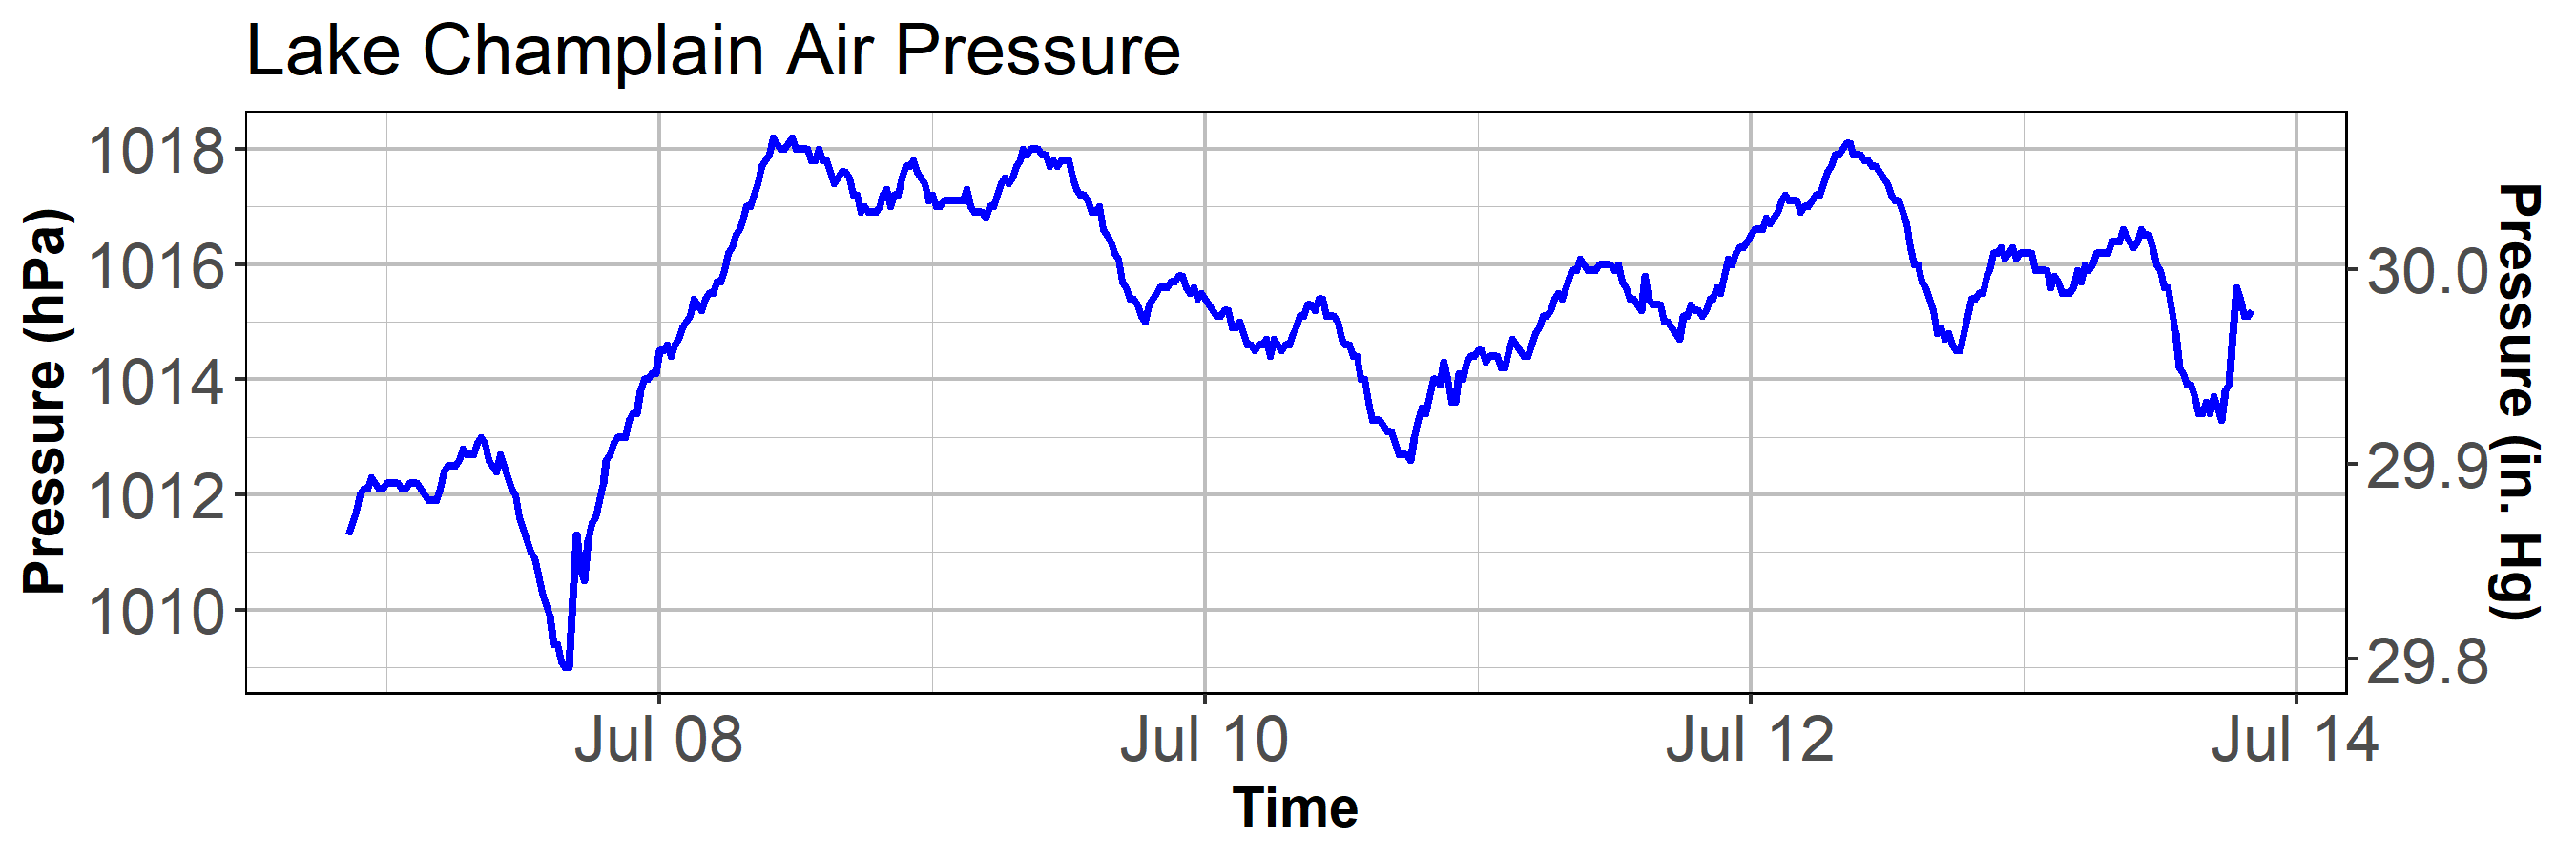 Lake Champlain Air Pressure
Pressure (hPa)
1018
1016
1014
1012
1010
30.0
29.9
29.8
Pressure (in. Hg)
Jul 08
Jul 10
Jul 12
Jul 14
Time